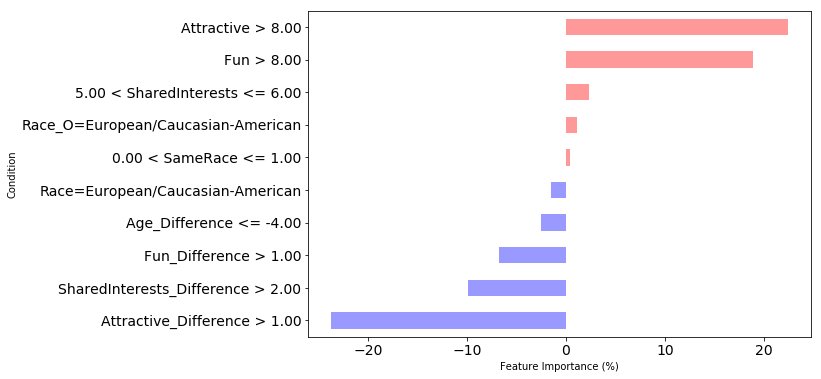 Attractive > 8.00
Fun > 8.00
5.00 < SharedInterests <= 6.00
Race_O=European/Caucasian-American
0.00 < SameRace <= 1.00
Race=European/Caucasian-American
Age_Difference <= -4.00
Fun_Difference > 1.00
SharedInterests_Difference > 2.00
Attractive_Difference > 1.00
Condition
−20 −10 0 10 20
Feature Importance (%)